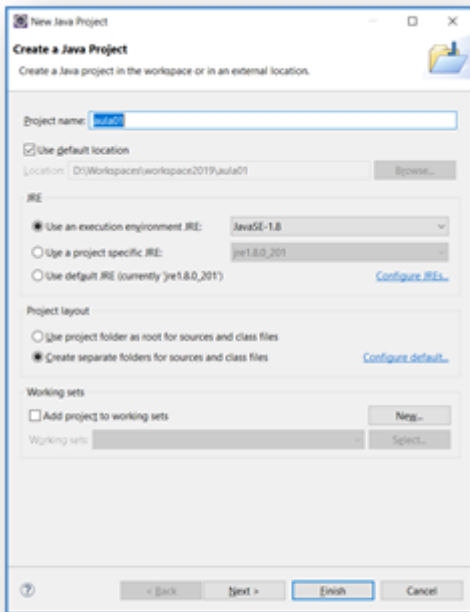 New Java Project
Create a Java Project
Create a Java project in the workspace or in an external location.
Project name: aula01
Use default location
Location: D:\Workspaces\workspace2019\aula01 Browse...
JRE
Use an execution environment JRE: JavaSE-1.8
Use a project specific JRE: jre1.8.0_201
Use default JRE (currently 'jre1.8.0_201') Configure JREs...
Project layout
Use project folder as root for sources and class files
Create separate folders for sources and class files Configure default...
Working sets
Add project to working sets New...
Working sets: Select...
< Back Next > Finish Cancel